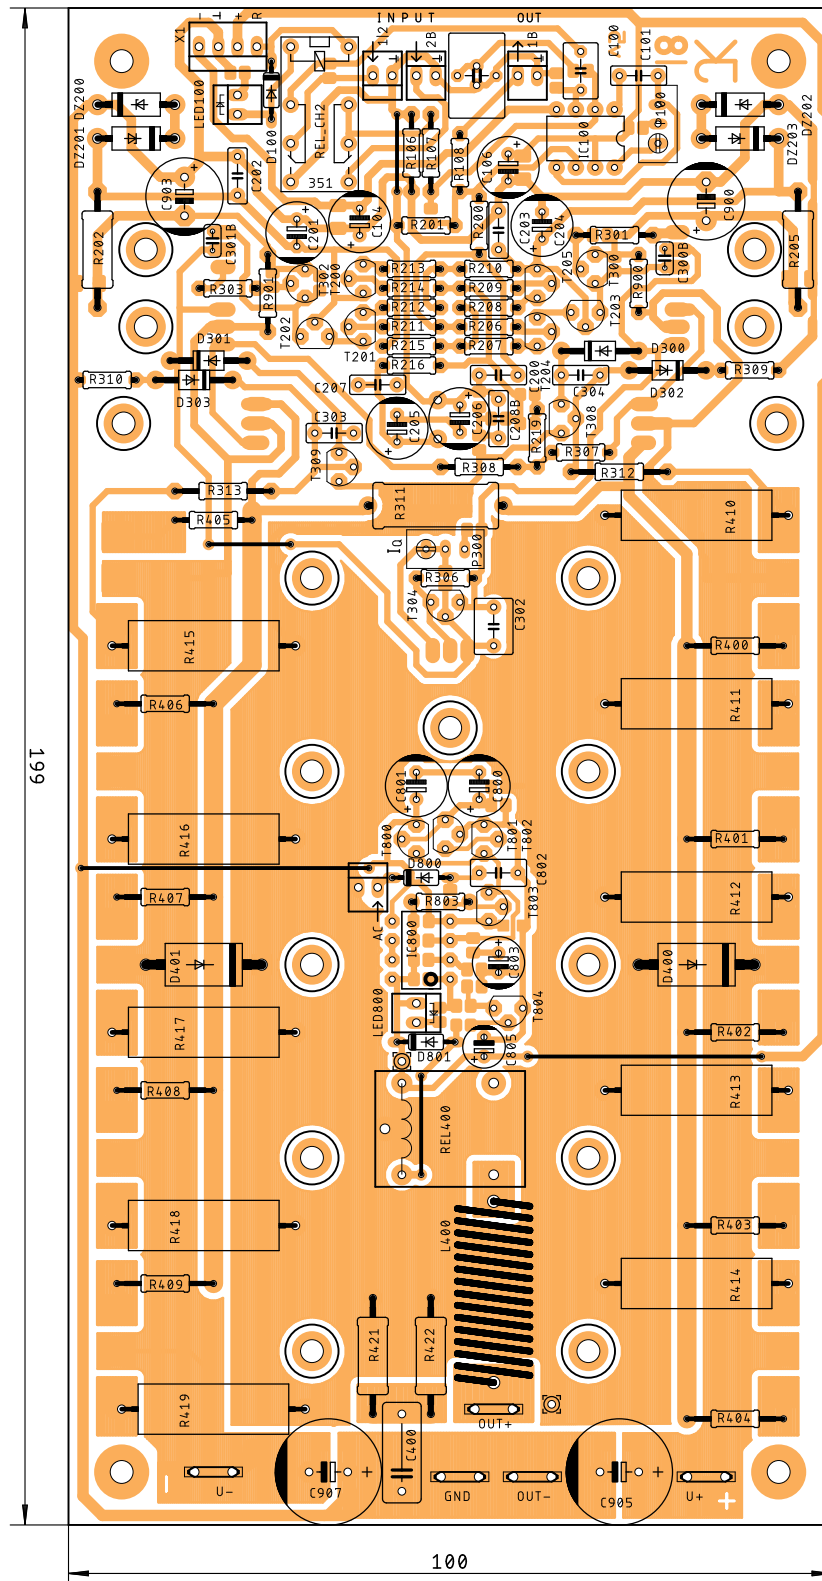 INPUT
OUT
- ⊥ + R
X1
1I2
2B
1B
C100
C101
18
JK
P100
DZ200
DZ201
LED100
D100
REL_CH2
351
R106
R107
R108
C106
IC100
DZ202
DZ203
C903
C202
C201
C104
R201
R200
C203
C204
C900
R202
C301B
R301
C300B
R205
R303
R901
T302
T200
R213
R210
T205
T300
R900
R214
R209
R212
R208
T203
T202
R211
R206
D301
T201
R215
R207
D300
R216
R310
D303
C207
C200
T204
C304
D302
R309
C303
C205
C206
C208B
R219
T308
T309
R308
R307
R312
R313
R311
R405
R410
IQ
P300
R306
T304
C302
R415
R400
R406
R411
199
C801
C800
T800
T801
T802
R416
R401
D800
C802
R407
R803
T803
R412
AC
IC800
D401
C803
D400
LED800
T804
R417
R402
D801
C805
R408
R413
REL400
R418
L400
R403
R409
R414
R421
R422
R419
R404
OUT+
C400
-
U-
C907
+
GND
OUT-
C905
+
U+
+
100